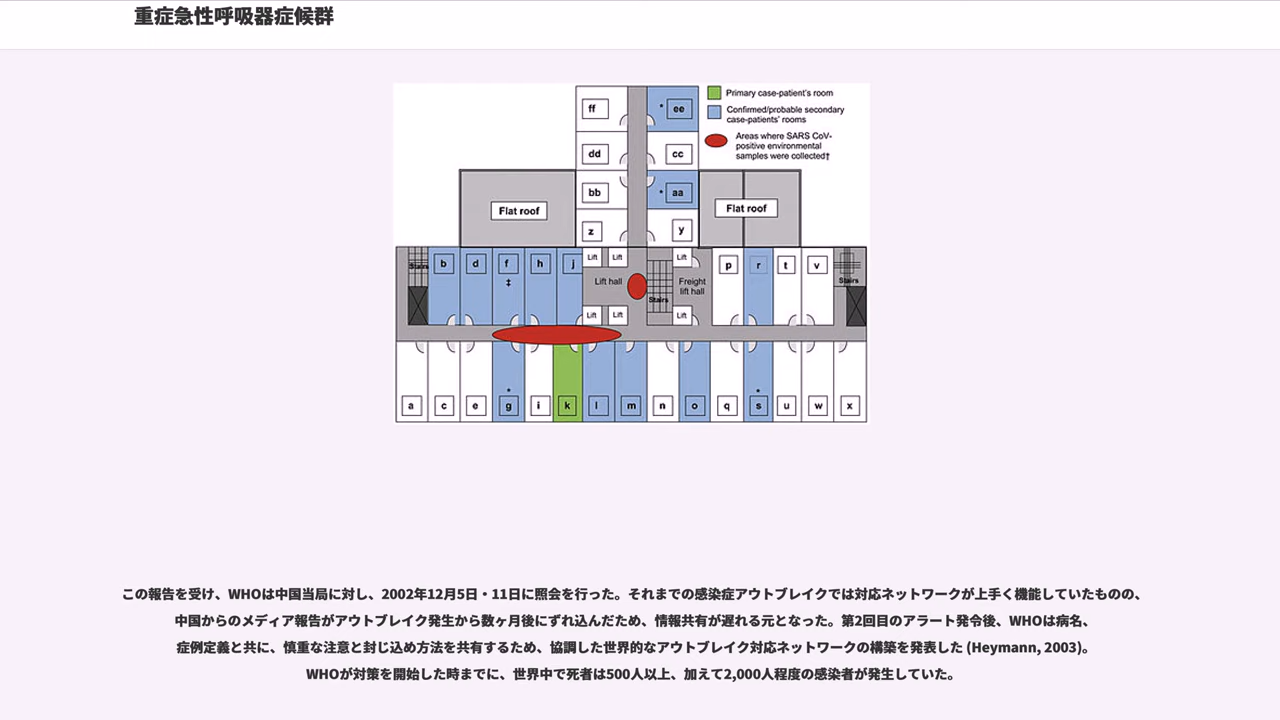 重症急性呼吸器症候群
ff
* ee
Primary case-patient's room
Confirmed/probable secondary
case-patients' rooms
dd
cc
Areas where SARS CoV-
positive environmental
samples were collected†
bb
* aa
Flat roof
Flat roof
z
y
Stairs
b
d
f
h
j
Lift
Lift
Lift
p
r
t
v
Stairs
‡
Lift hall
Stairs
Freight
lift hall
Lift
Lift
Lift
*
*
a
c
e
g
i
k
l
m
n
o
q
s
u
w
x
この報告を受け、WHOは中国当局に対し、2002年12月5日・11日に照会を行った。それまでの感染症アウトブレイクでは対応ネットワークが上手く機能していたものの、
中国からのメディア報告がアウトブレイク発生から数ヶ月後にずれ込んだため、情報共有が遅れる元となった。第2回目のアラート発令後、WHOは病名、
症例定義と共に、慎重な注意と封じ込め方法を共有するため、協調した世界的なアウトブレイク対応ネットワークの構築を発表した (Heymann, 2003)。
WHOが対策を開始した時までに、世界中で死者は500人以上、加えて2,000人程度の感染者が発生していた。